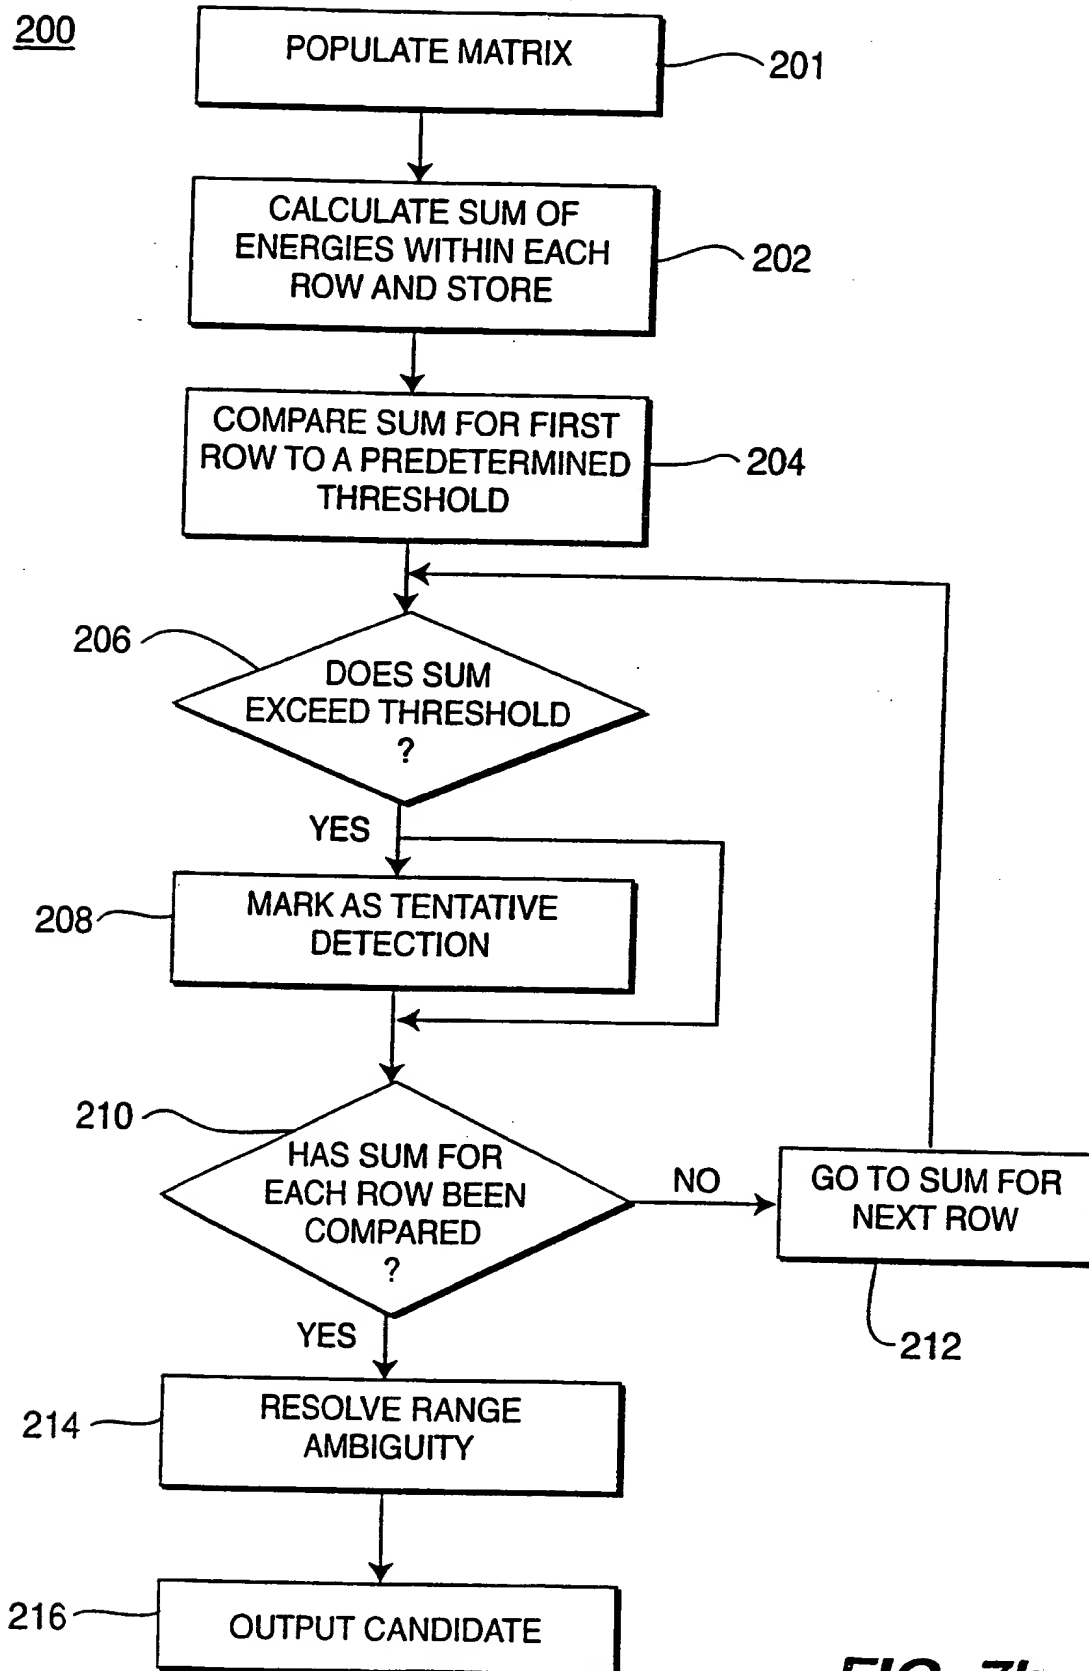 200
POPULATE MATRIX
201
CALCULATE SUM OF
ENERGIES WITHIN EACH
ROW AND STORE
202
COMPARE SUM FOR FIRST
ROW TO A PREDETERMINED
THRESHOLD
204
206
DOES SUM
EXCEED THRESHOLD
?
YES
208
MARK AS TENTATIVE
DETECTION
210
HAS SUM FOR
EACH ROW BEEN
COMPARED
?
NO
GO TO SUM FOR
NEXT ROW
212
YES
214
RESOLVE RANGE
AMBIGUITY
216
OUTPUT CANDIDATE
FIG.